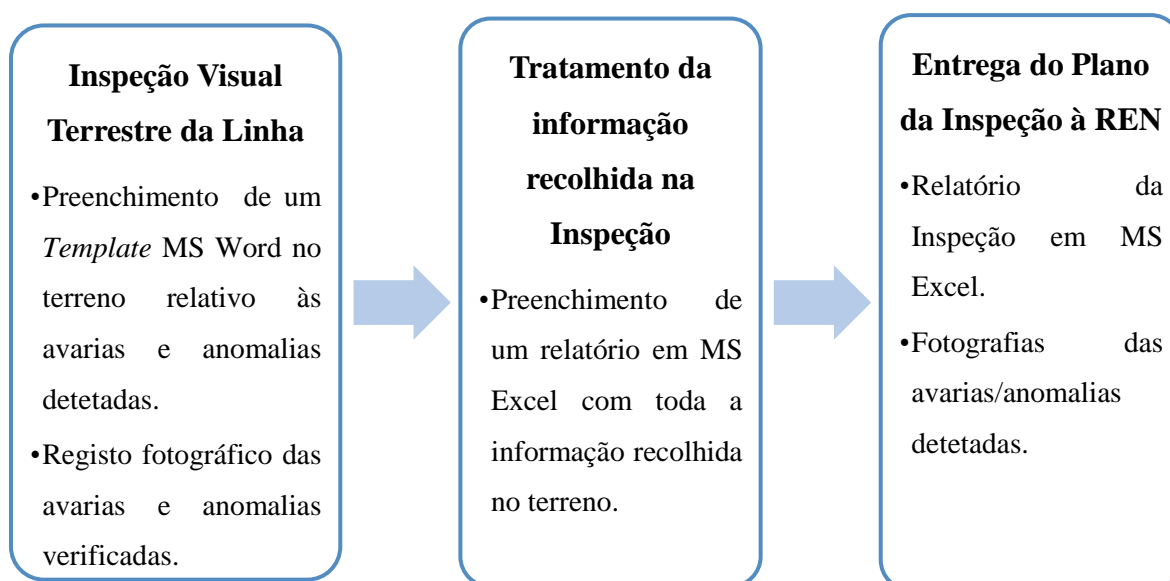 Inspeção Visual
Terrestre da Linha
•Preenchimento de um
Template MS Word no
terreno relativo às
avarias e anomalias
detetadas.
•Registo fotográfico das
avarias e anomalias
verificadas.
Tratamento da
informação
recolhida na
Inspeção
•Preenchimento de
um relatório em MS
Excel com toda a
informação recolhida
no terreno.
Entrega do Plano
da Inspeção à REN
•Relatório da
Inspeção em MS
Excel.
•Fotografias das
avarias/anomalias
detetadas.